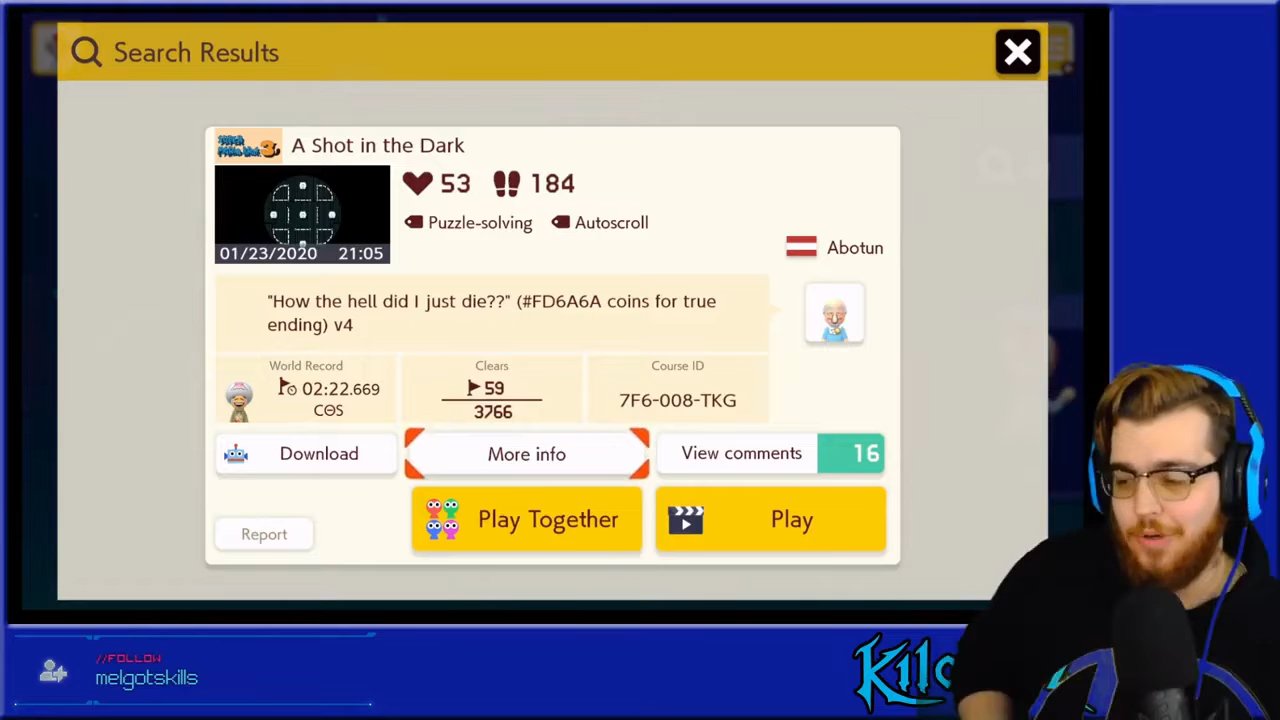 Search Results
A Shot in the Dark
53
184
Puzzle-solving
Autoscroll
01/23/2020 21:05
Abotun
"How the hell did I just die??" (#FD6A6A coins for true
ending) v4
World Record
02:22.669
COS
Clears
59
3766
Course ID
7F6-008-TKG
Download
More info
View comments
16
Report
Play Together
Play
//FOLLOW
melgotskills
Kilo